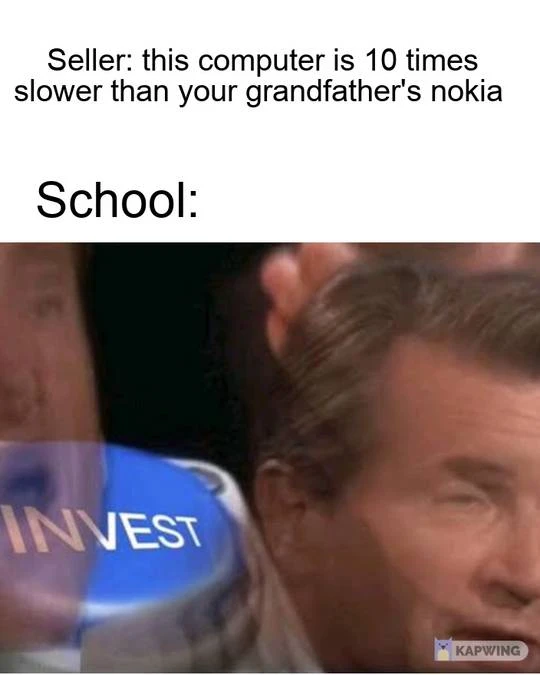 Seller: this computer is 10 times
slower than your grandfather's nokia
School:
INVEST
KAPWING